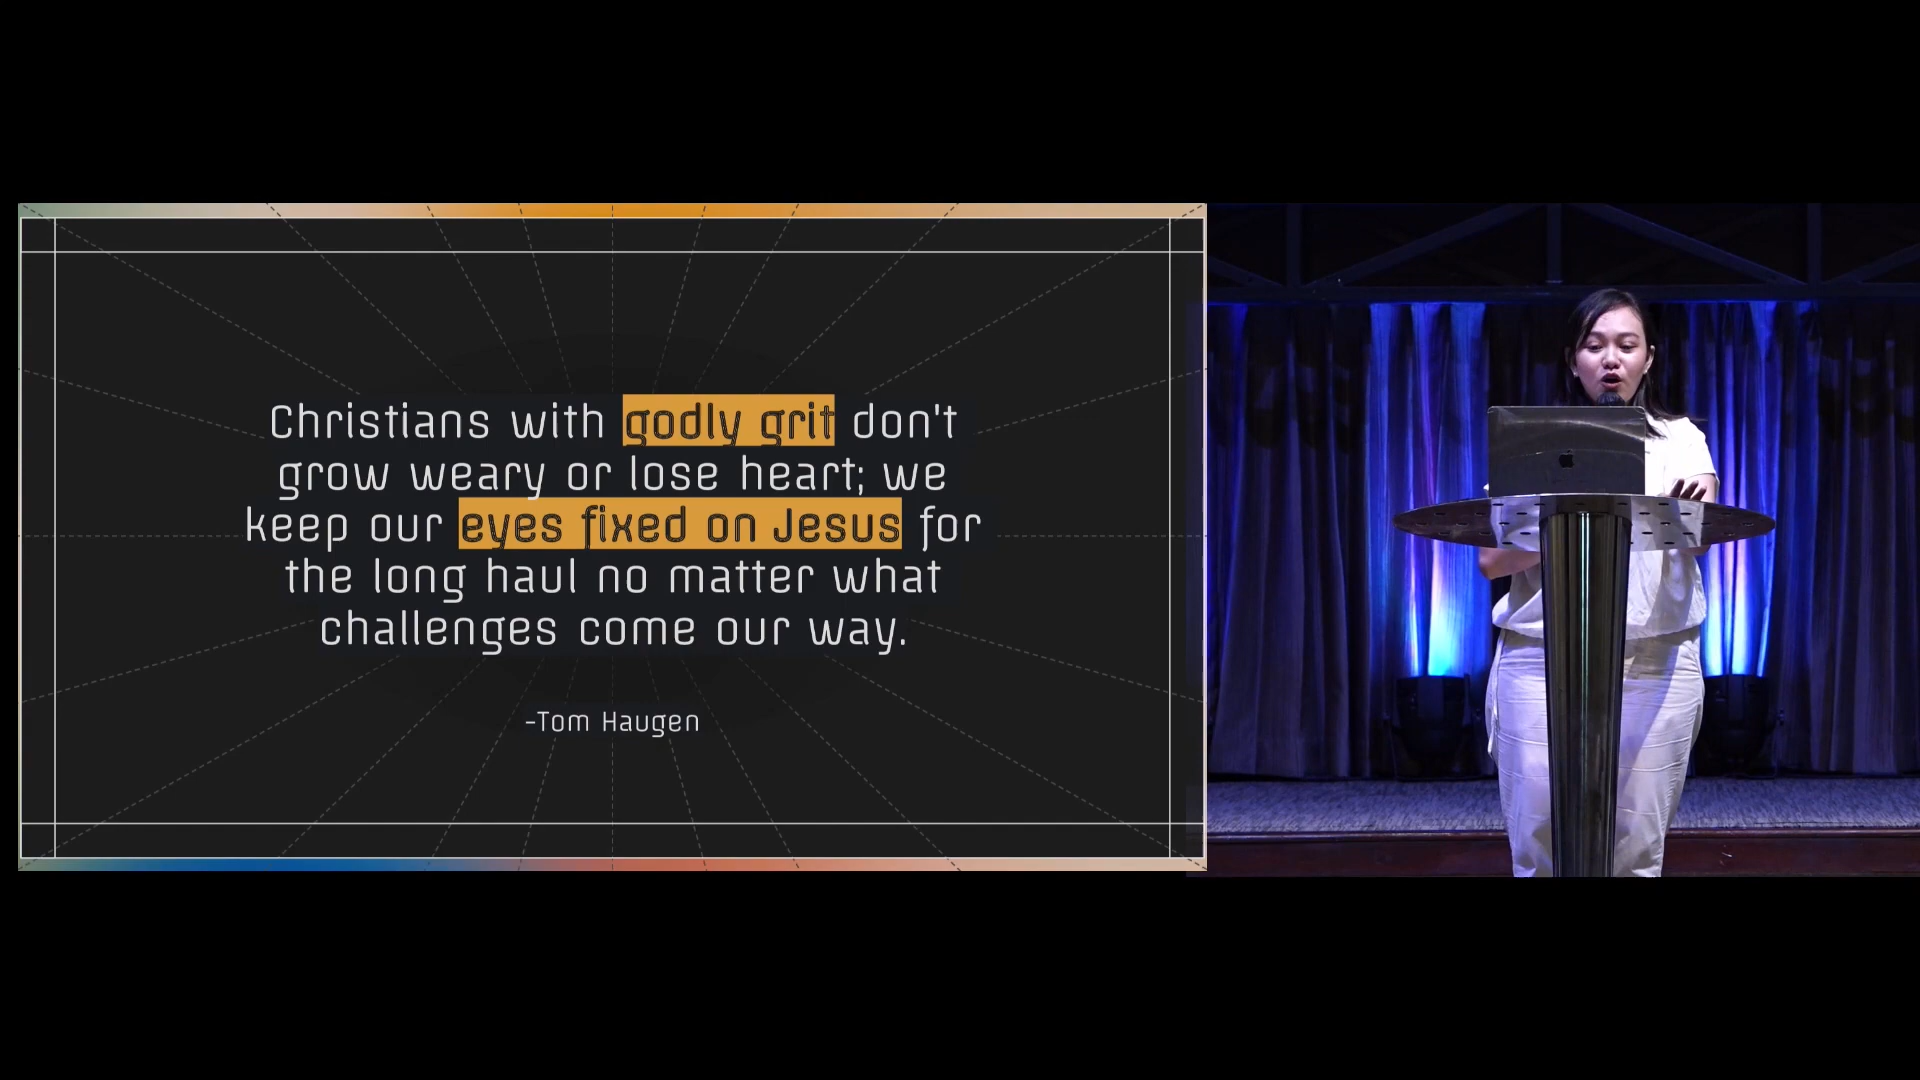 Christians with godly grit don't
grow weary or lose heart; we
keep our eyes fixed on Jesus for
the long haul no matter what
challenges come our way.
-Tom Haugen